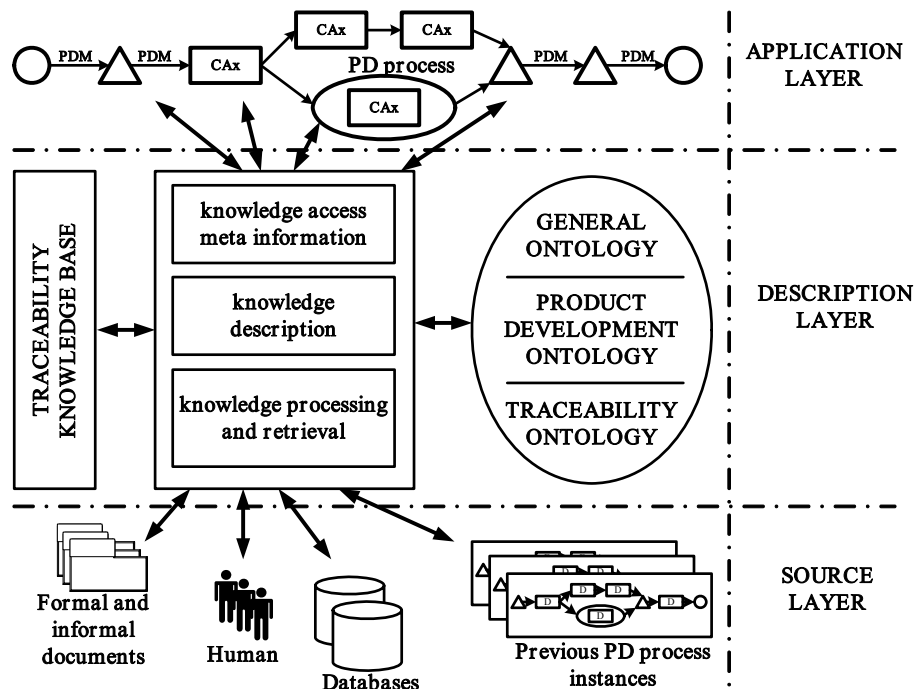 CAx
CAx
PDM
PDM
CAx
PD process
CAx
PDM
PDM
APPLICATION
LAYER
TRACEABILITY
KNOWLEDGE BASE
knowledge access
meta information
knowledge
description
knowledge processing
and retrieval
GENERAL
ONTOLOGY
PRODUCT
DEVELOPMENT
ONTOLOGY
TRACEABILITY
ONTOLOGY
DESCRIPTION
LAYER
Formal and
informal
documents
Human
Databases
D
D
D
D
D
Previous PD process
instances
SOURCE
LAYER